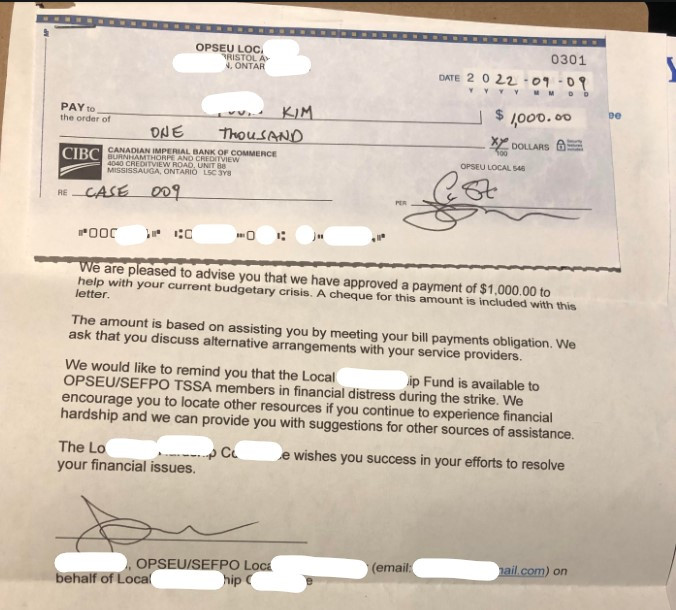 OPSEU LOC
BRISTOL AV
N, ONTAR
0301
DATE 2022-09-09
Y Y Y Y M M D D
PAY to
the order of
KIM
$ 1,000.00
ee
ONE THOUSAND
XX/100 DOLLARS
CIBC
CANADIAN IMPERIAL BANK OF COMMERCE
BURNHAMTHORPE AND CREDITVIEW
4040 CREDITVIEW ROAD, UNIT B8
MISSISSAUGA, ONTARIO L5C 3Y8
OPSEU LOCAL 546
RE CASE 009
PER
We are pleased to advise you that we have approved a payment of $1,000.00 to
help with your current budgetary crisis. A cheque for this amount is included with this
letter.
The amount is based on assisting you by meeting your bill payments obligation. We
ask that you discuss alternative arrangements with your service providers.
We would like to remind you that the Local ip Fund is available to
OPSEU/SEFPO TSSA members in financial distress during the strike. We
encourage you to locate other resources if you continue to experience financial
hardship and we can provide you with suggestions for other sources of assistance.
The Lo p Co e wishes you success in your efforts to resolve
your financial issues.
, OPSEU/SEFPO Loca (email: mail.com) on
behalf of Loca hip C e